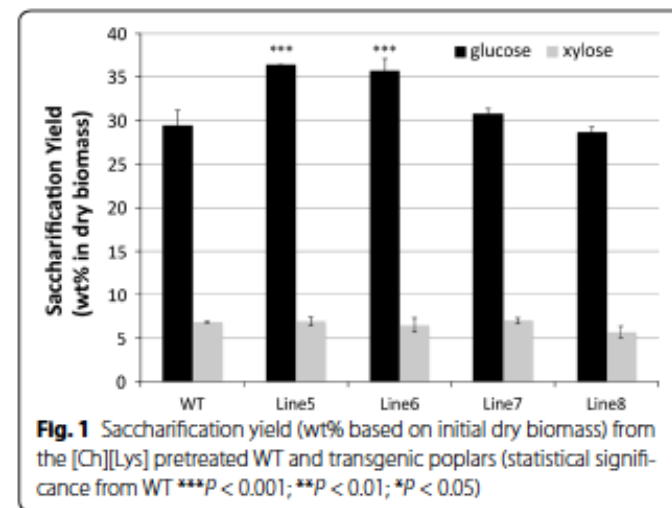 40
35
30
25
20
15
10
5
0
Saccharification Yield
(wt% in dry biomass)
*** ***
glucose xylose
WT Line5 Line6 Line7 Line8
Fig. 1 Saccharification yield (wt% based on initial dry biomass) from
the [Ch][Lys] pretreated WT and transgenic poplars (statistical signifi-
cance from WT ***P < 0.001; **P < 0.01; *P < 0.05)